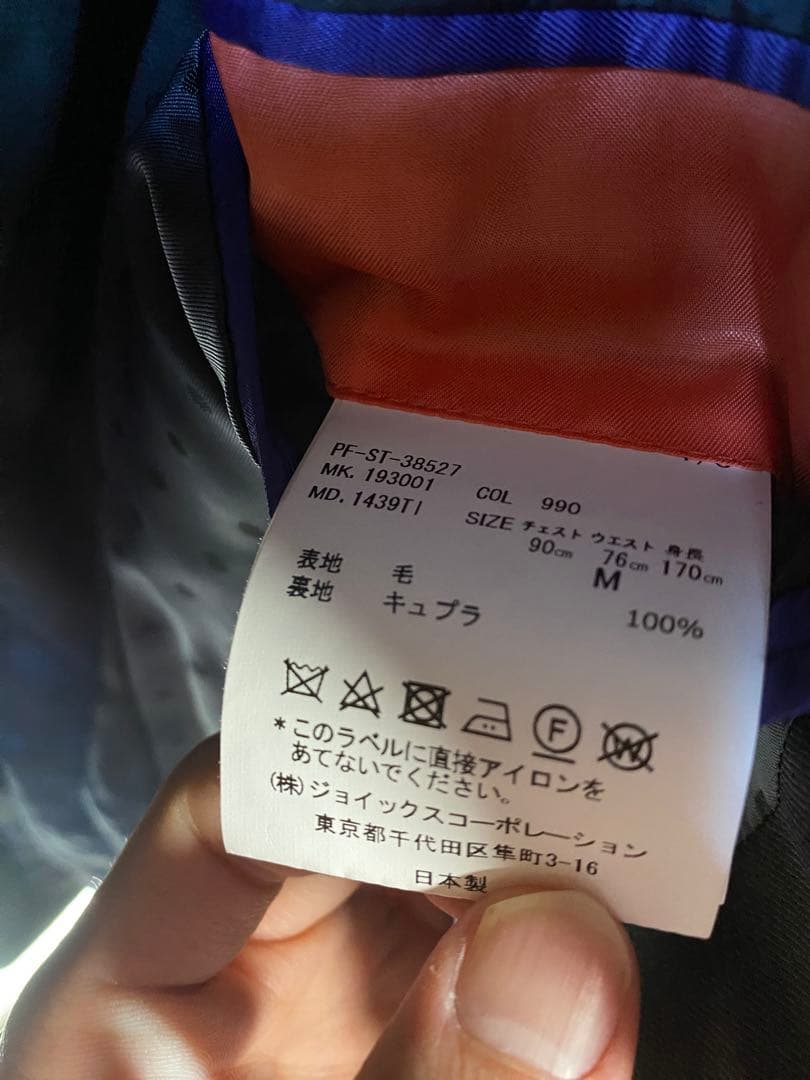 PF-ST-38527
MK. 193001 COL 990
MD. 1439TI SIZE チェスト ウエスト 身長
90cm 76cm 170cm
M
表地 毛
裏地 キュプラ 100%
F
W
*このラベルに直接アイロンを
あてないでください。
(株)ジョイックスコーポレーション
東京都千代田区隼町3-16
日本製